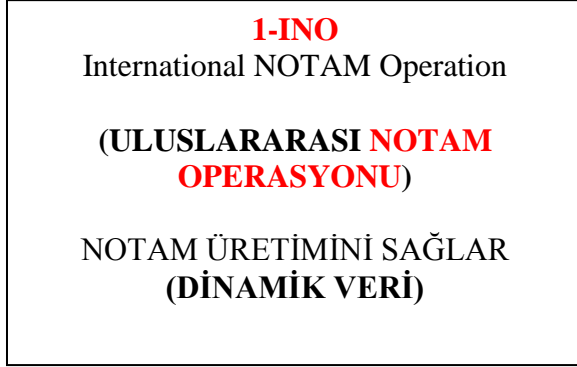 1-INO
International NOTAM Operation
(ULUSLARARASI NOTAM
OPERASYONU)
NOTAM ÜRETİMİNİ SAĞLAR
(DİNAMİK VERİ)